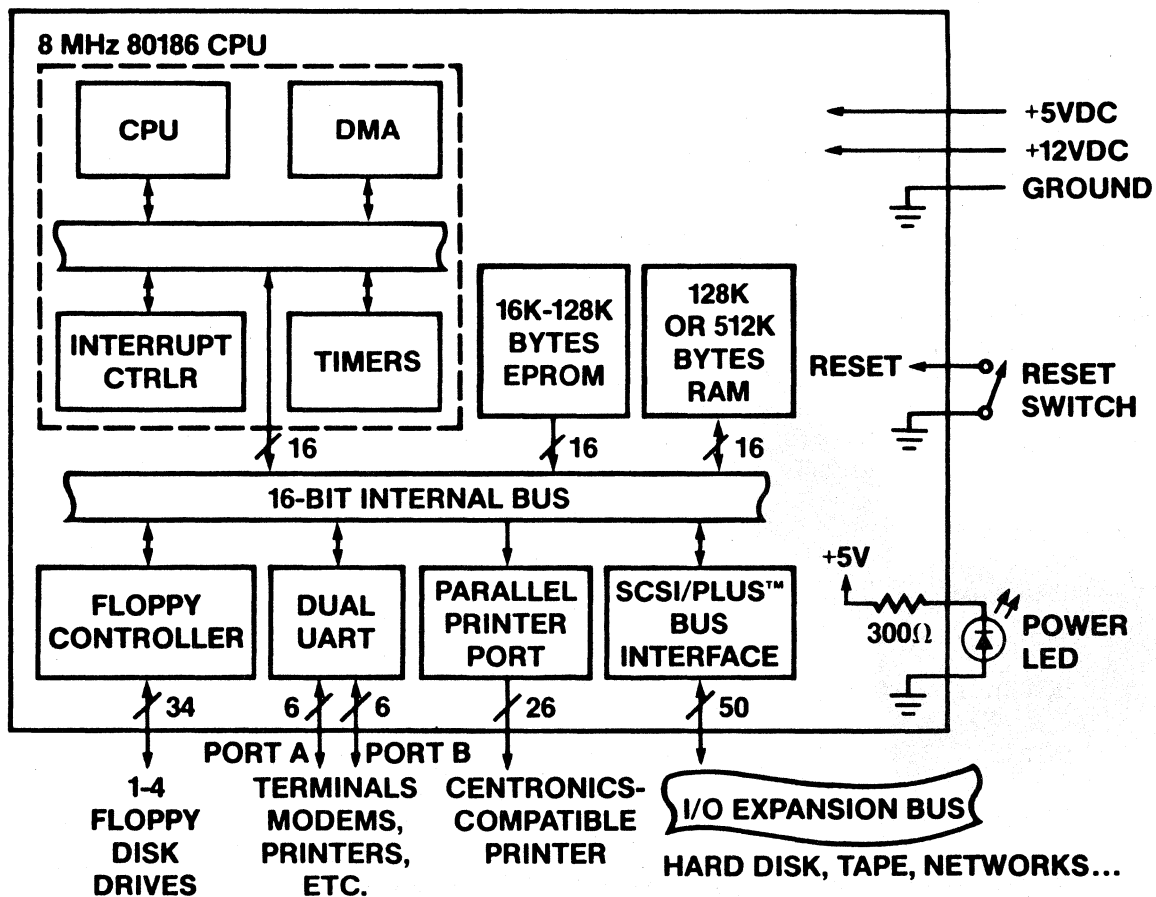 8 MHz 80186 CPU
CPU
DMA
INTERRUPT
CTRLR
TIMERS
16K-128K
BYTES
EPROM
128K
OR 512K
BYTES
RAM
+5VDC
+12VDC
GROUND
RESET
RESET
SWITCH
16
16
16
16-BIT INTERNAL BUS
FLOPPY
CONTROLLER
DUAL
UART
PARALLEL
PRINTER
PORT
SCSI/PLUS™
BUS
INTERFACE
+5V
300Ω
POWER
LED
34
6
6
26
50
PORT A
PORT B
1-4
FLOPPY
DISK
DRIVES
TERMINALS
MODEMS,
PRINTERS,
ETC.
CENTRONICS-
COMPATIBLE
PRINTER
I/O EXPANSION BUS
HARD DISK, TAPE, NETWORKS...